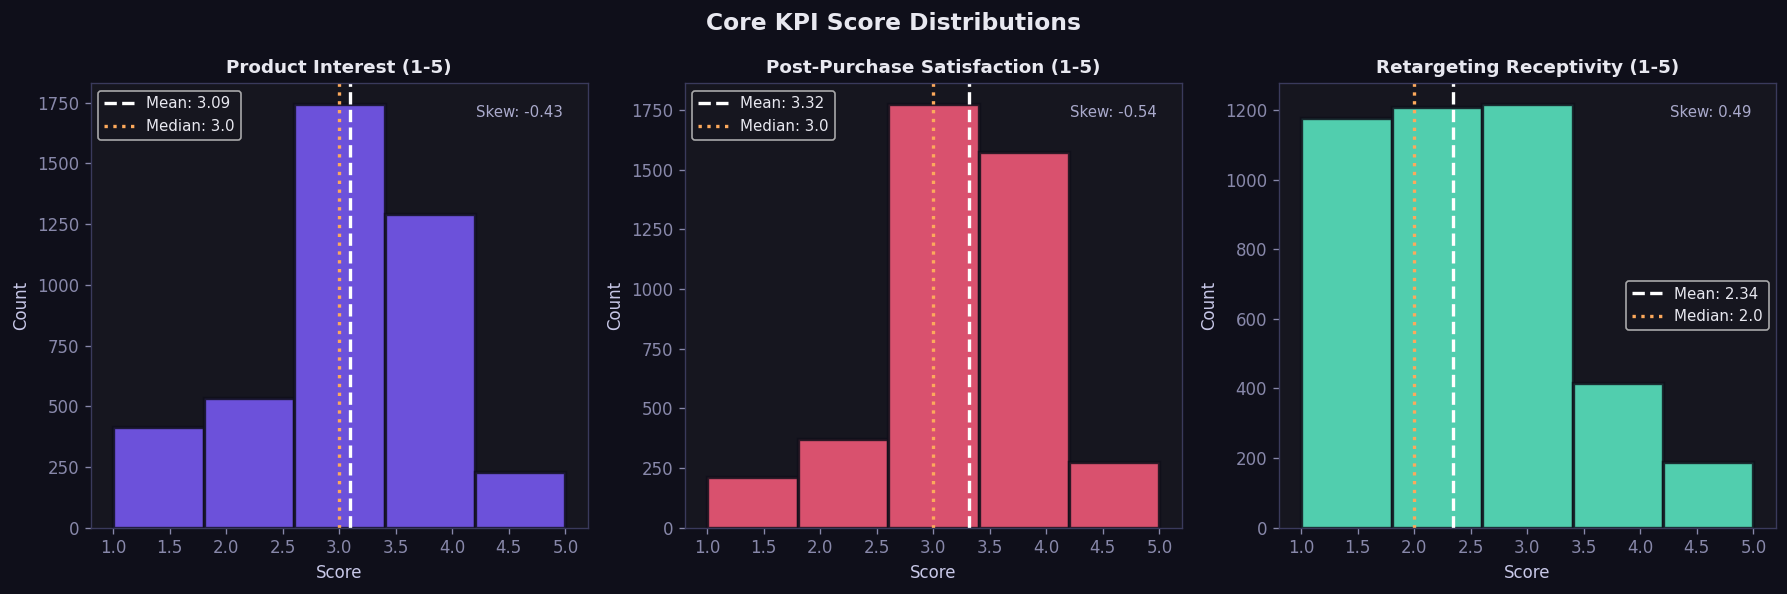 Core KPI Score Distributions
Product Interest (1-5)
Mean: 3.09
Median: 3.0
Skew: -0.43
1750
1500
1250
1000
750
500
250
0
Count
1.0 1.5 2.0 2.5 3.0 3.5 4.0 4.5 5.0
Score
Post-Purchase Satisfaction (1-5)
Mean: 3.32
Median: 3.0
Skew: -0.54
1750
1500
1250
1000
750
500
250
0
Count
1.0 1.5 2.0 2.5 3.0 3.5 4.0 4.5 5.0
Score
Retargeting Receptivity (1-5)
Skew: 0.49
Mean: 2.34
Median: 2.0
1200
1000
800
600
400
200
0
Count
1.0 1.5 2.0 2.5 3.0 3.5 4.0 4.5 5.0
Score